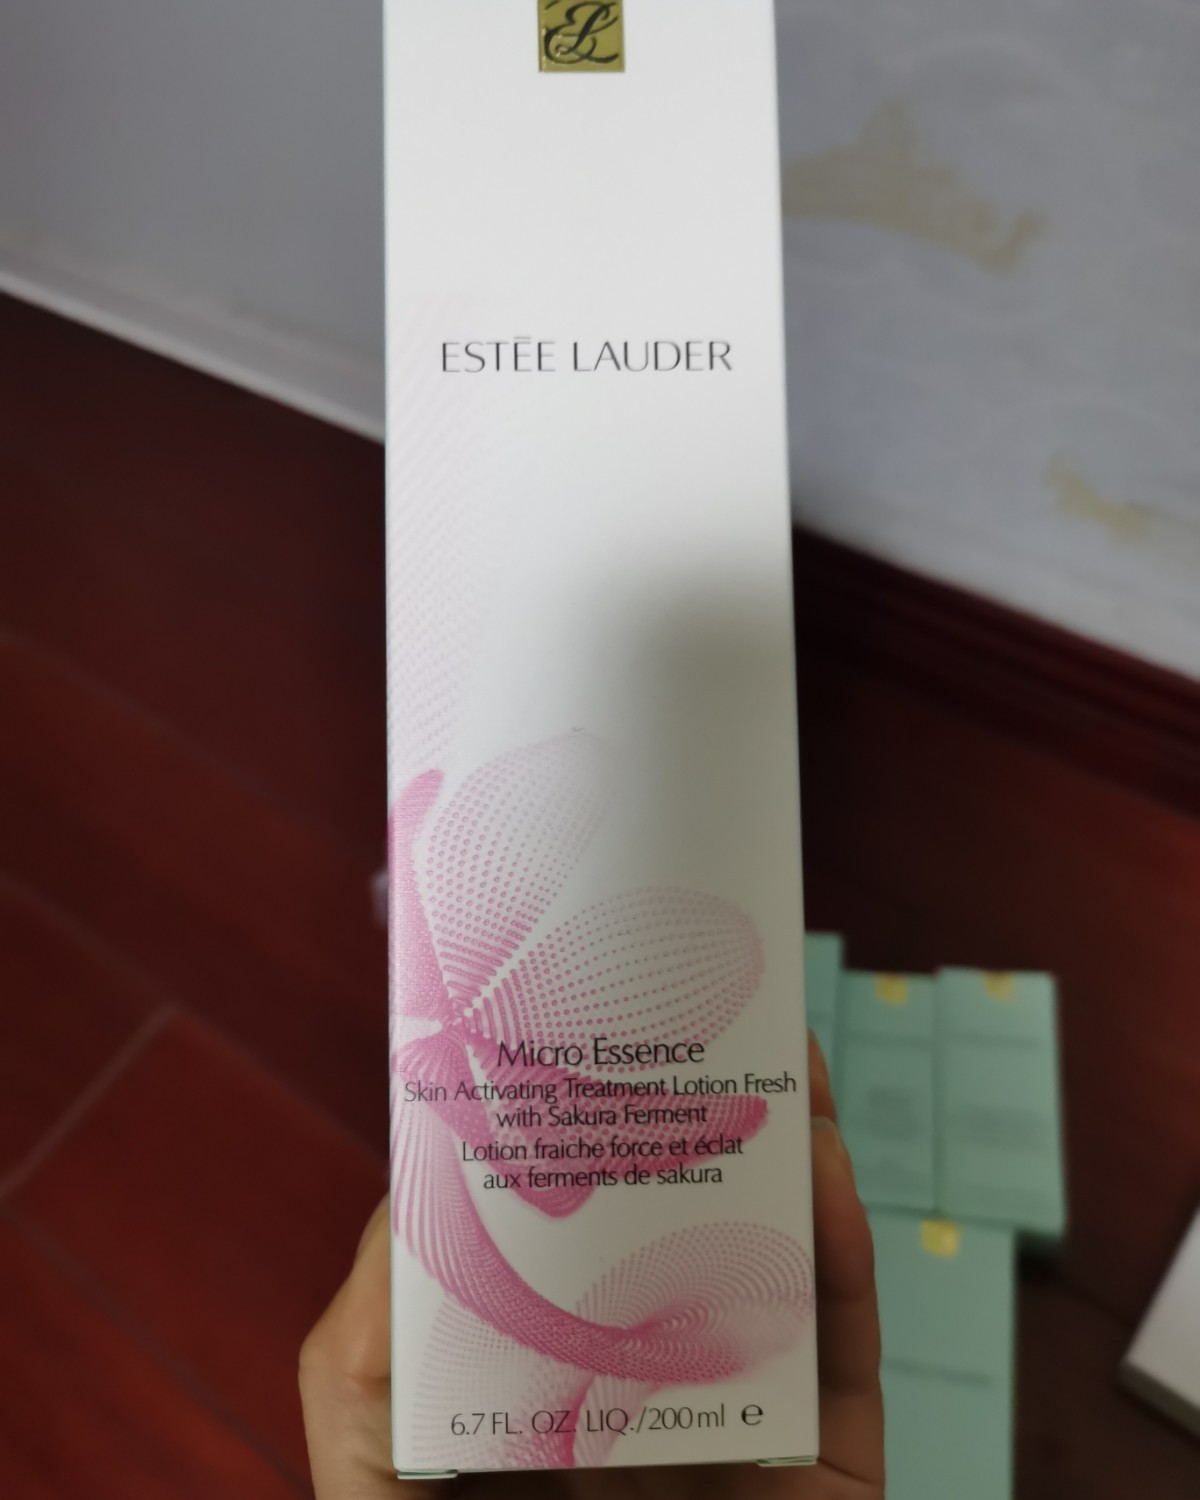 EL
ESTĒE LAUDER
Micro Essence
Skin Activating Treatment Lotion Fresh
with Sakura Ferment
Lotion fraiche force et éclat
aux ferments de sakura
6.7 FL. OZ. LIQ./200ml ℮